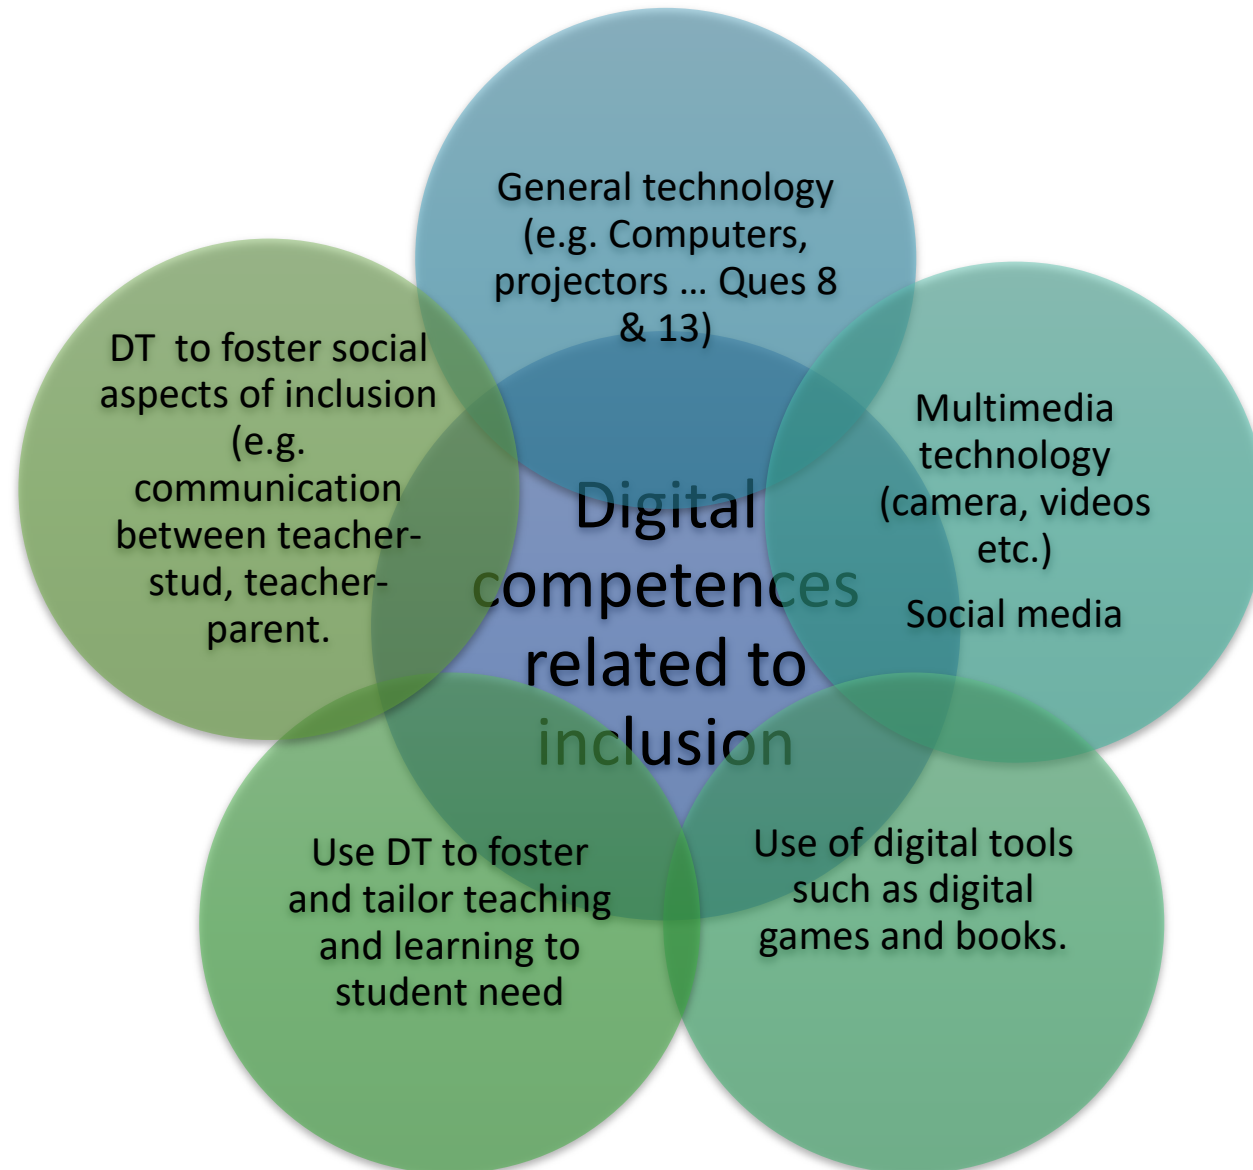 General technology
(e.g. Computers,
projectors … Ques 8
& 13)
DT  to foster social
aspects of inclusion
(e.g.
communication
between teacher-
stud, teacher-
parent.
Multimedia
technology
(camera, videos
etc.)
Social media
Digital
competences
related to
inclusion
Use DT to foster
and tailor teaching
and learning to
student need
Use of digital tools
such as digital
games and books.